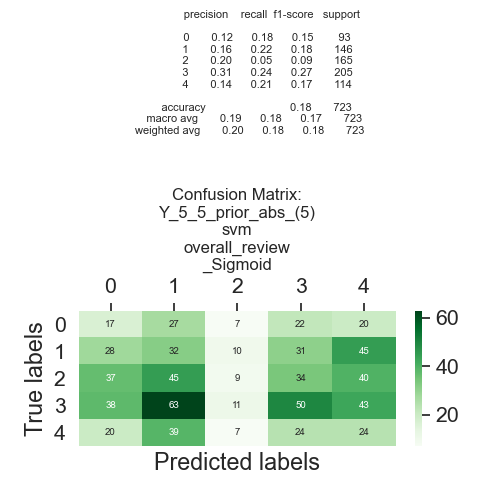 precision recall f1-score support
0 0.12 0.18 0.15 93
1 0.16 0.22 0.18 146
2 0.20 0.05 0.09 165
3 0.31 0.24 0.27 205
4 0.14 0.21 0.17 114
accuracy 0.18 723
macro avg 0.19 0.18 0.17 723
weighted avg 0.20 0.18 0.18 723
Confusion Matrix:
Y_5_5_prior_abs_(5)
svm
overall_review
_Sigmoid
0 1 2 3 4
0 17 27 7 22 20
1 28 32 10 31 45
2 37 45 9 34 40
3 38 63 11 50 43
4 20 39 7 24 24
True labels
Predicted labels
60
40
20